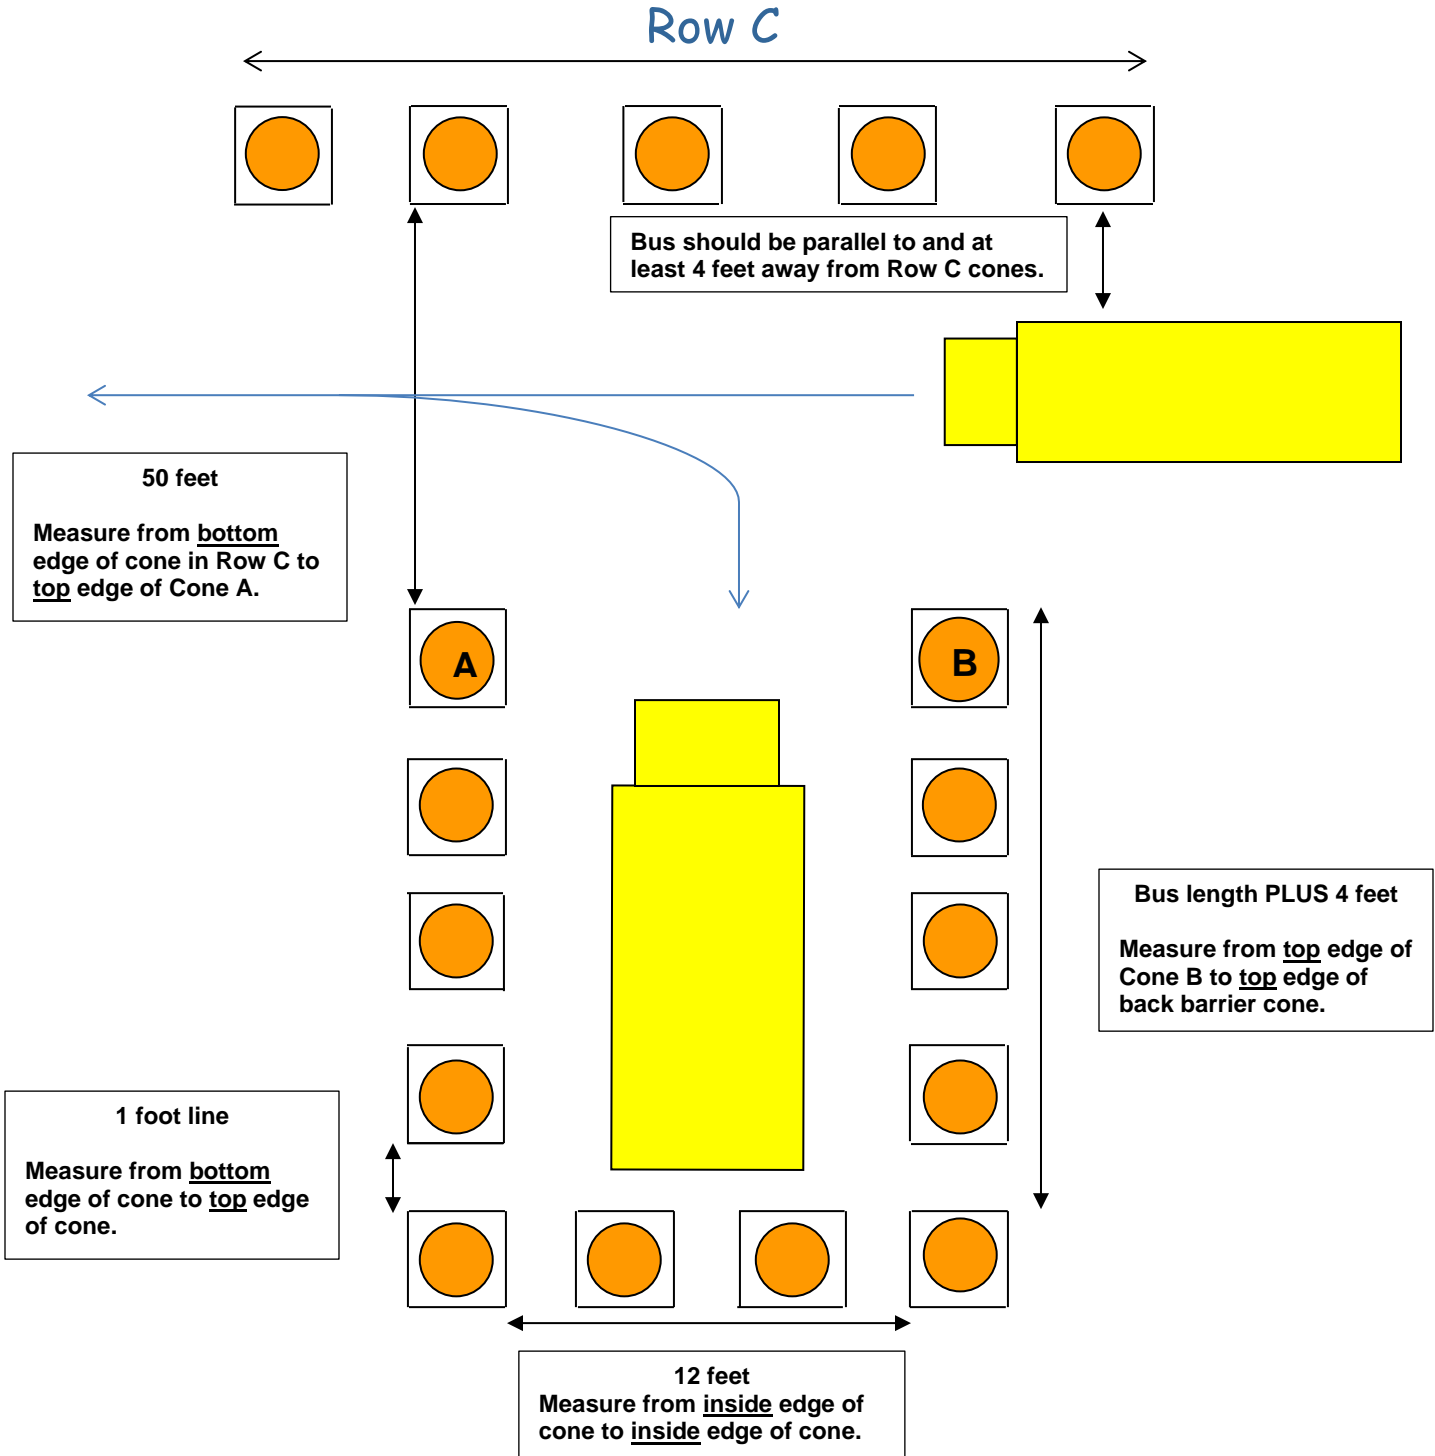 Row C
Bus should be parallel to and at
least 4 feet away from Row C cones.
50 feet
Measure from bottom
edge of cone in Row C to
top edge of Cone A.
A
B
Bus length PLUS 4 feet
Measure from top edge of
Cone B to top edge of
back barrier cone.
1 foot line
Measure from bottom
edge of cone to top edge
of cone.
12 feet
Measure from inside edge of
cone to inside edge of cone.